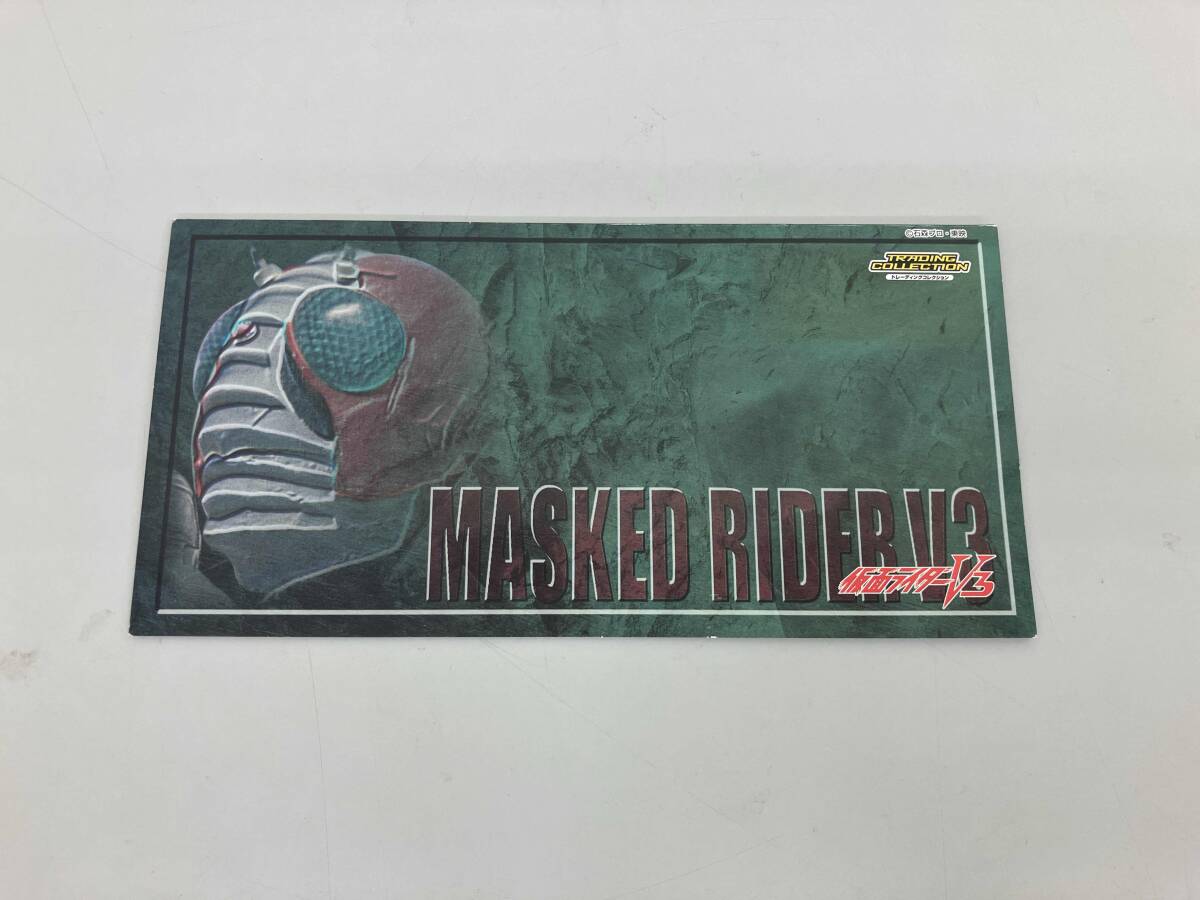 ©石森プロ・東映
TRADING
COLLECTION
トレーディングコレクション
MASKED RIDER V3
仮面ライダーV3